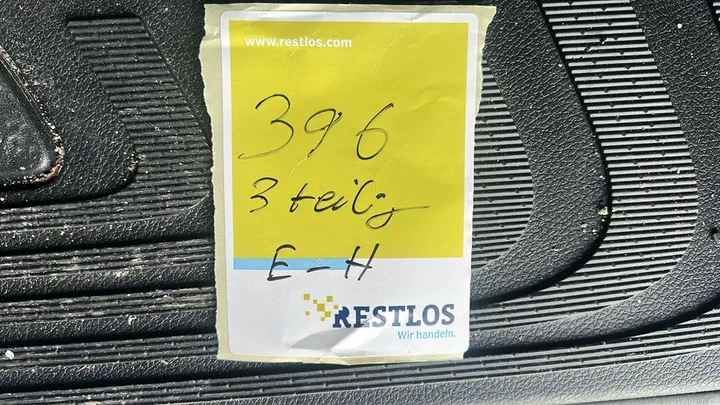 www.restlos.com
396
3 teilig
E-H
RESTLOS
Wir handeln.